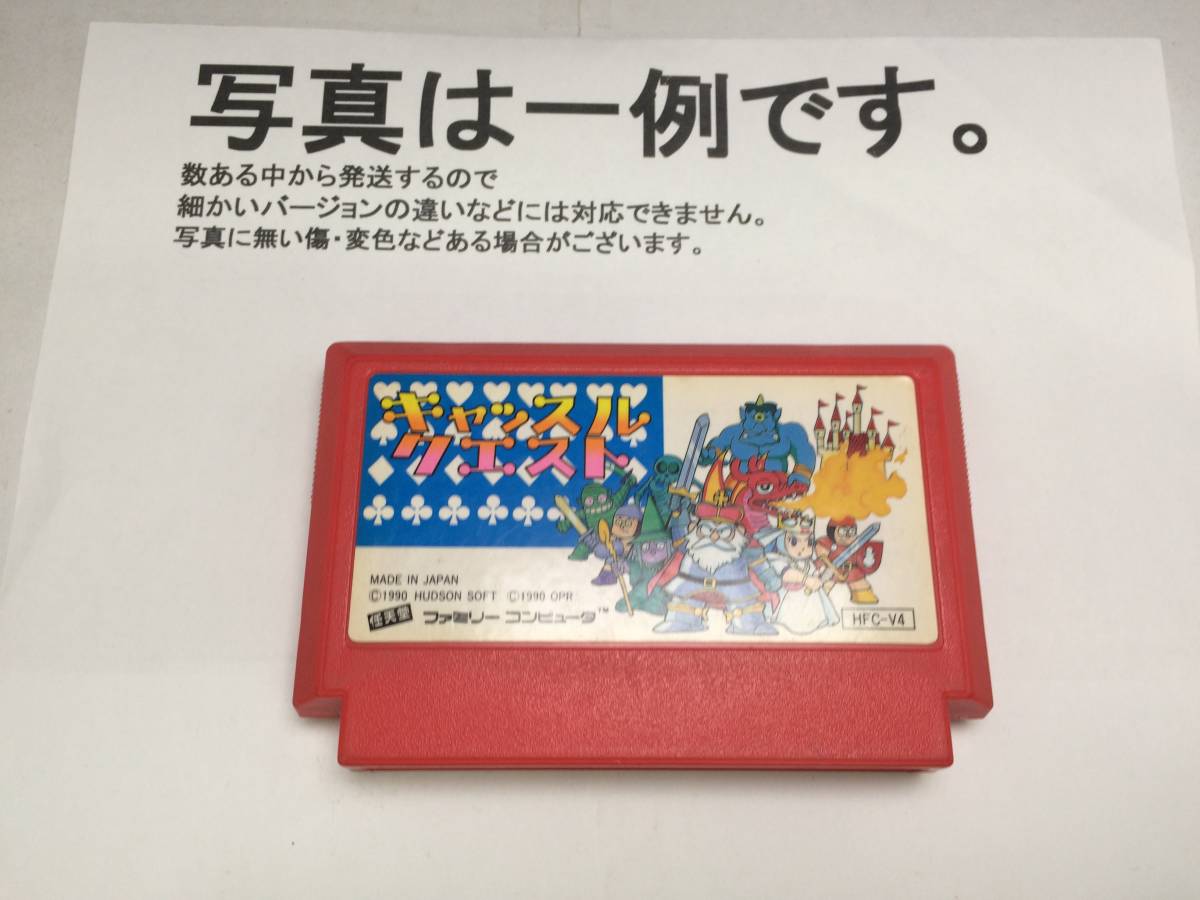 写真は一例です。
数ある中から発送するので
細かいバージョンの違いなどには対応できません。
写真に無い傷・変色などある場合がございます。
キャッスル
クエスト
MADE IN JAPAN
©1990 HUDSON SOFT ©1990 OPR
任天堂 ファミリーコンピュータ™ HFC-V4